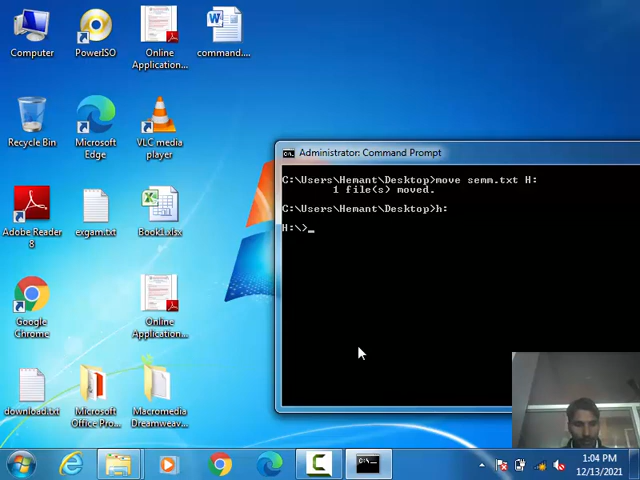 Computer
PowerISO
Online
Application...
command....
Recycle Bin
Microsoft
Edge
VLC media
player
Adobe Reader
8
exgam.txt
Book1.xlsx
Google
Chrome
Online
Application...
download.txt
Microsoft
Office Pro...
Macromedia
Dreamweav...
Administrator: Command Prompt
C:\Users\Hemant\Desktop>move semm.txt H:
1 file(s) moved.
C:\Users\Hemant\Desktop>h:
H:\>_
1:04 PM
12/13/2021